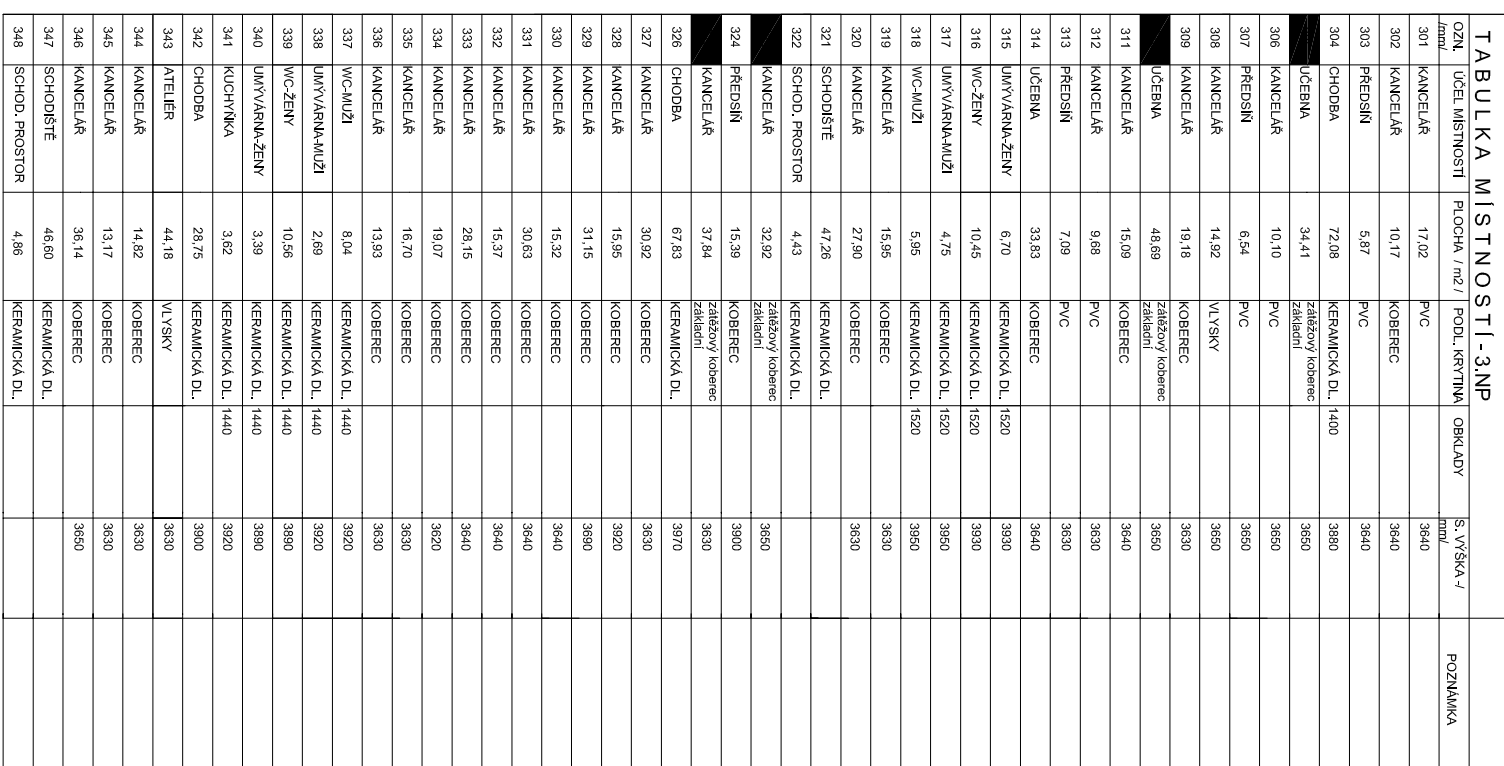 TABULKA MÍSTNOSTÍ - 3.NP
OZN. /mm/ ÚČEL MÍSTNOSTÍ PLOCHA / m2 / PODL. KRYTINA OBKLADY S. VÝŠKA -/ mm/ POZNÁMKA
301 KANCELÁŘ 17,02 PVC 3640
302 KANCELÁŘ 10,17 KOBEREC 3640
303 PŘEDSÍŇ 5,87 PVC 3640
304 CHODBA 72,08 KERAMICKÁ DL. 1400 3880
UČEBNA 34,41 zátěžový koberec základní 3650
306 KANCELÁŘ 10,10 PVC 3650
307 PŘEDSÍŇ 6,54 PVC 3650
308 KANCELÁŘ 14,92 VLYSKY 3650
309 KANCELÁŘ 19,18 KOBEREC 3630
UČEBNA 48,69 zátěžový koberec základní 3650
311 KANCELÁŘ 15,09 KOBEREC 3640
312 KANCELÁŘ 9,68 PVC 3630
313 PŘEDSÍŇ 7,09 PVC 3630
314 UČEBNA 33,83 KOBEREC 3640
315 UMÝVÁRNA-ŽENY 6,70 KERAMICKÁ DL. 1520 3930
316 WC-ŽENY 10,45 KERAMICKÁ DL. 1520 3930
317 UMÝVÁRNA-MUŽI 4,75 KERAMICKÁ DL. 1520 3950
318 WC-MUŽI 5,95 KERAMICKÁ DL. 1520 3950
319 KANCELÁŘ 15,95 KOBEREC 3630
320 KANCELÁŘ 27,90 KOBEREC 3630
321 SCHODIŠTĚ 47,26 KERAMICKÁ DL.
322 SCHOD. PROSTOR 4,43 KERAMICKÁ DL.
KANCELÁŘ 32,92 zátěžový koberec základní 3650
324 PŘEDSÍŇ 15,39 KOBEREC 3900
KANCELÁŘ 37,84 zátěžový koberec základní 3630
326 CHODBA 67,83 KERAMICKÁ DL. 3970
327 KANCELÁŘ 30,92 KOBEREC 3630
328 KANCELÁŘ 15,95 KOBEREC 3920
329 KANCELÁŘ 31,15 KOBEREC 3690
330 KANCELÁŘ 15,32 KOBEREC 3640
331 KANCELÁŘ 30,63 KOBEREC 3630
332 KANCELÁŘ 15,37 KOBEREC 3640
333 KANCELÁŘ 28,15 KOBEREC 3640
334 KANCELÁŘ 19,07 KOBEREC 3620
335 KANCELÁŘ 16,70 KOBEREC 3630
336 KANCELÁŘ 13,93 KOBEREC 3630
337 WC-MUŽI 8,04 KERAMICKÁ DL. 1440 3920
338 UMÝVÁRNA-MUŽI 2,69 KERAMICKÁ DL. 1440 3920
339 WC-ŽENY 10,56 KERAMICKÁ DL. 1440 3890
340 UMÝVÁRNA-ŽENY 3,39 KERAMICKÁ DL. 1440 3890
341 KUCHYŇKA 3,62 KERAMICKÁ DL. 1440 3920
342 CHODBA 28,75 KERAMICKÁ DL. 3900
343 ATELIÉR 44,18 VLYSKY 3630
344 KANCELÁŘ 14,82 KOBEREC 3630
345 KANCELÁŘ 13,17 KOBEREC 3630
346 KANCELÁŘ 36,14 KOBEREC 3650
347 SCHODIŠTĚ 46,60 KERAMICKÁ DL.
348 SCHOD. PROSTOR 4,86 KERAMICKÁ DL.